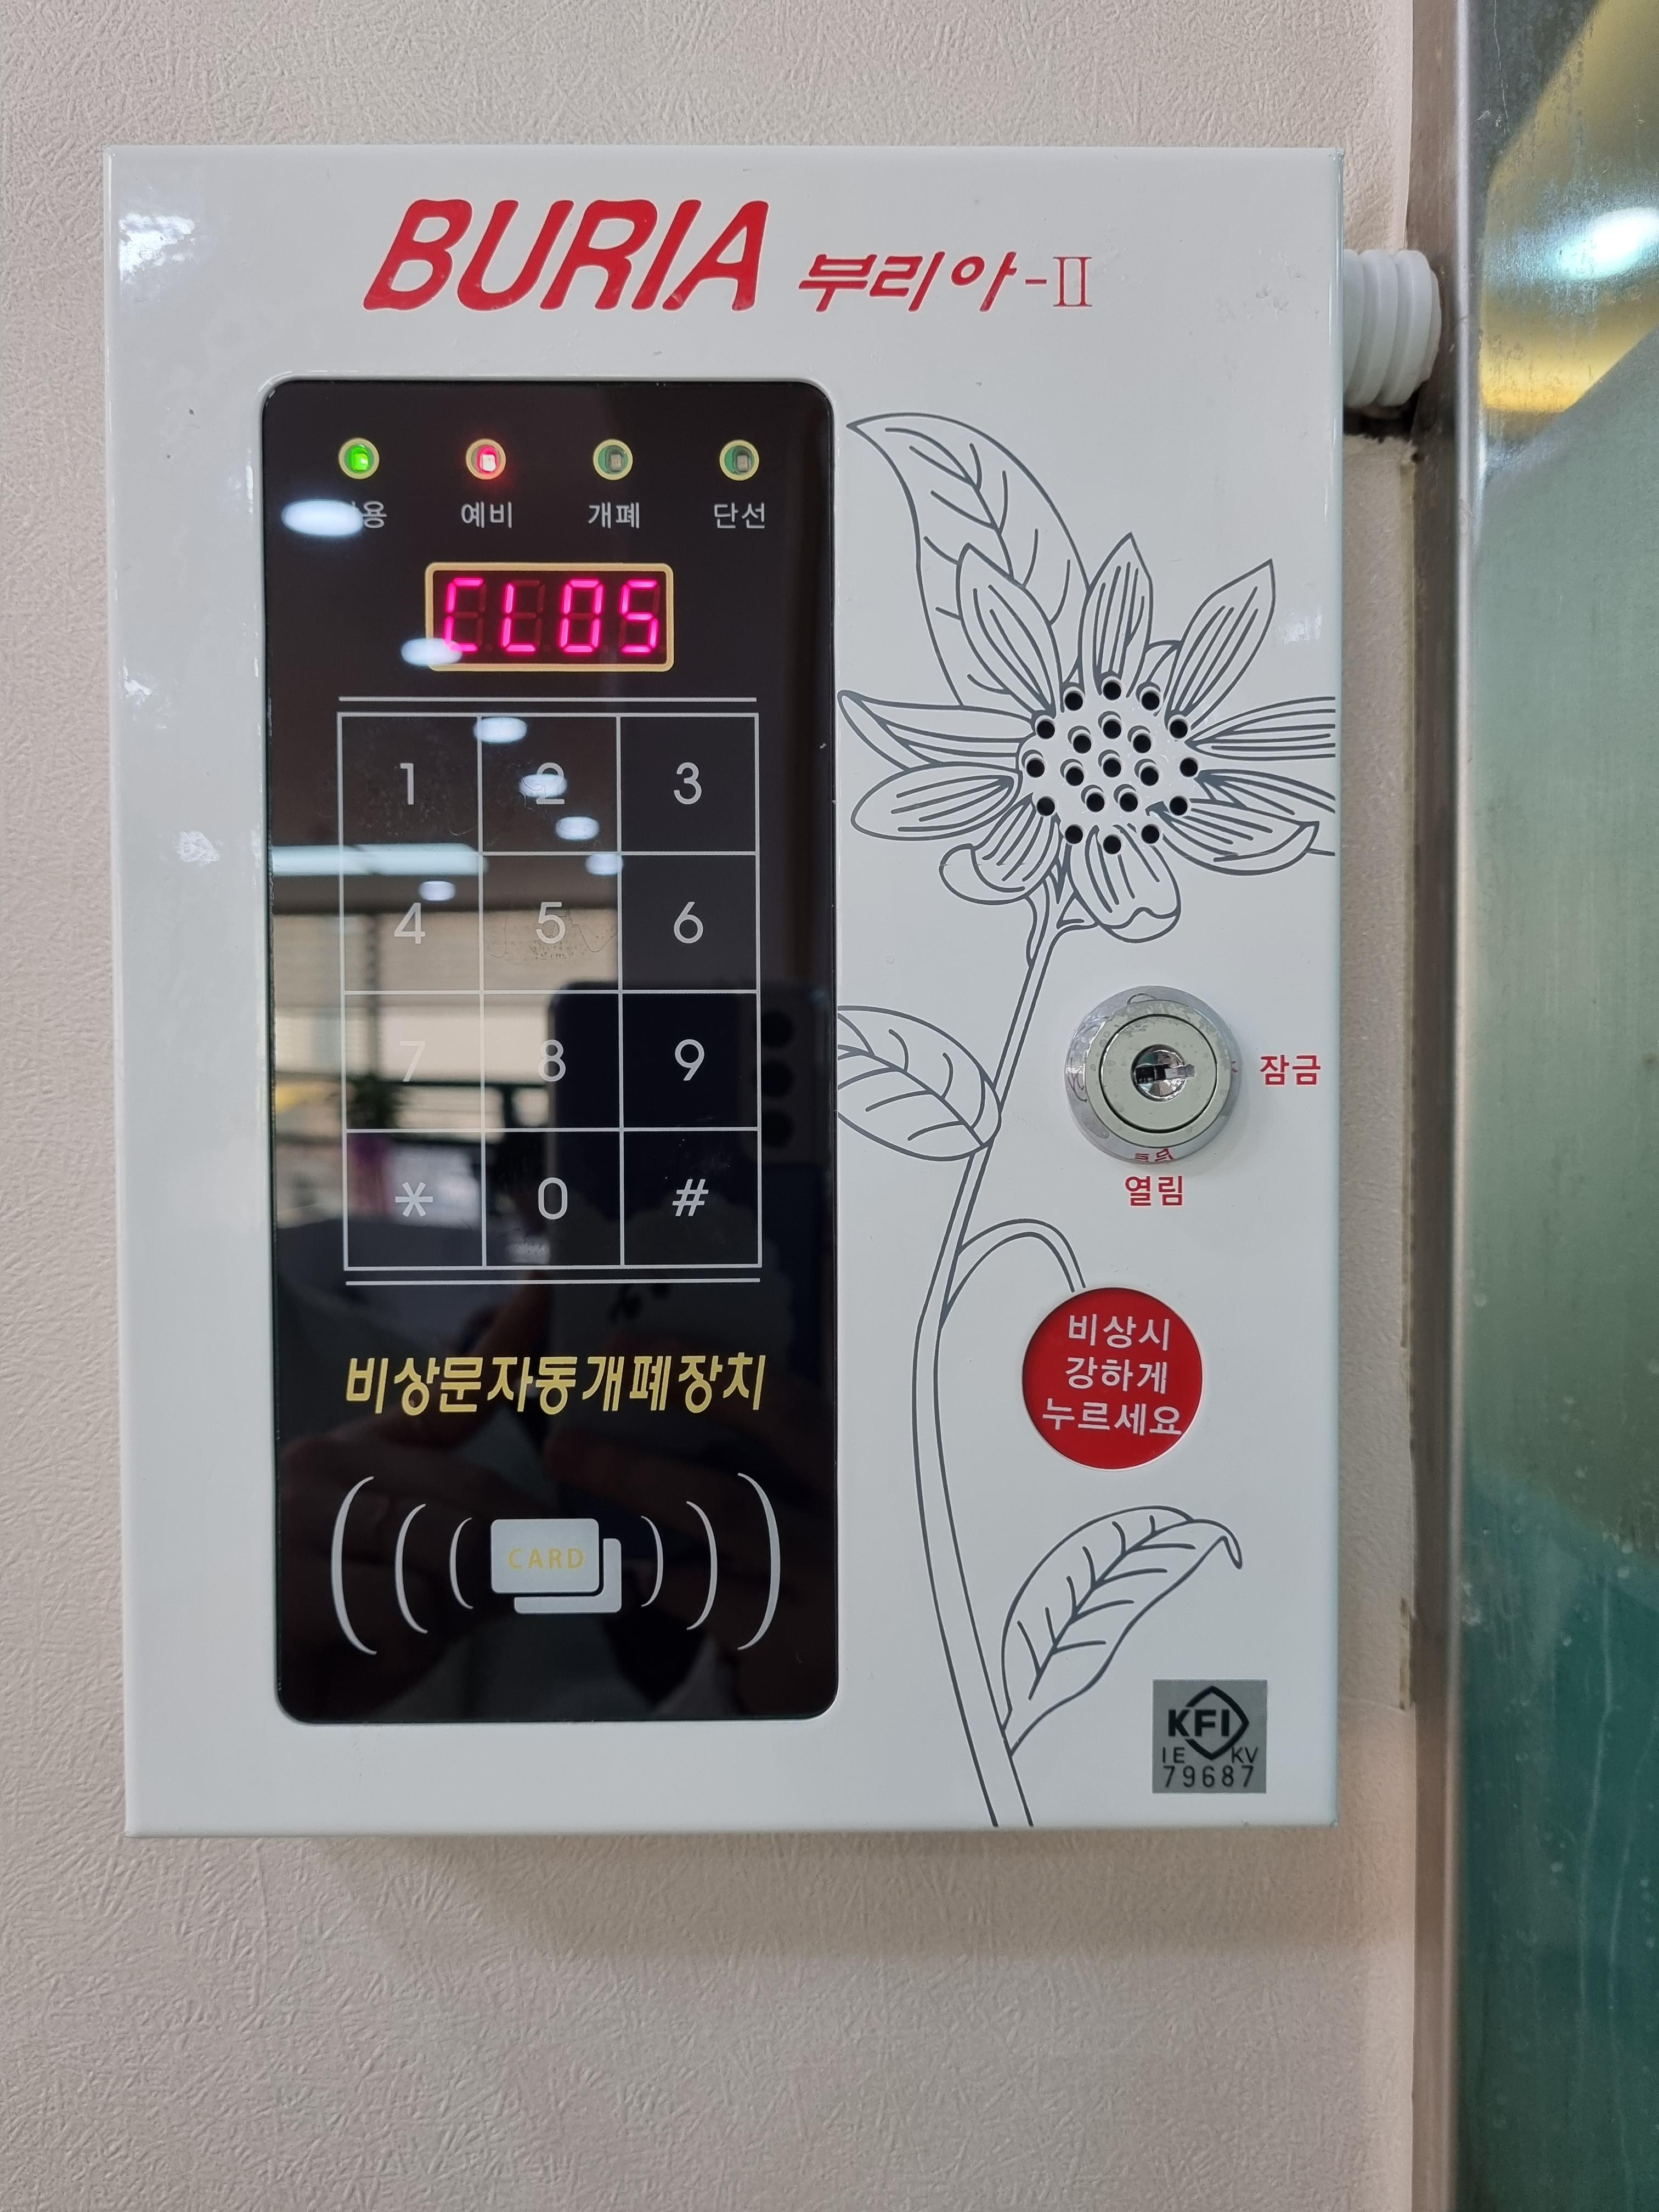 BURIA 부리아-II
예비 개폐 단선
CLOS
1 2 3
4 5 6
7 8 9
* 0 #
잠금
열림
비상시
강하게
누르세요
비상문자동개폐장치
CARD
KFI
IE KV
79687